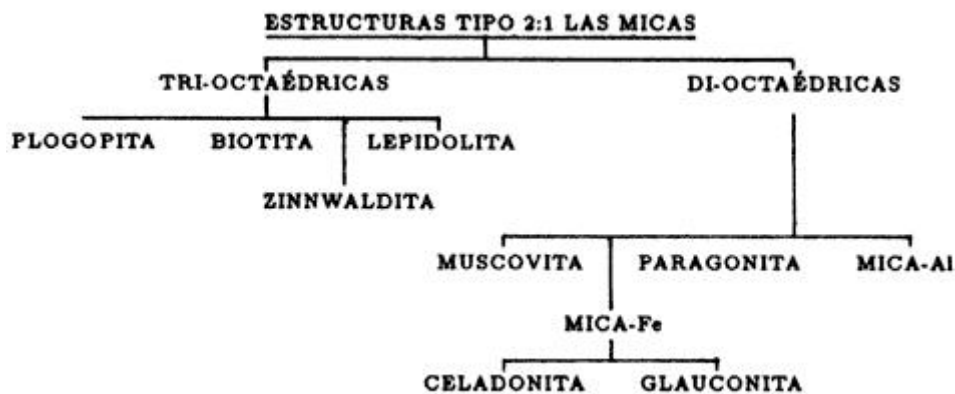 ESTRUCTURAS TIPO 2:1 LAS MICAS
TRI-OCTAÉDRICAS DI-OCTAÉDRICAS
PLOGOPITA BIOTITA LEPIDOLITA
ZINNWALDITA
MUSCOVITA PARAGONITA MICA-Al
MICA-Fe
CELADONITA GLAUCONITA